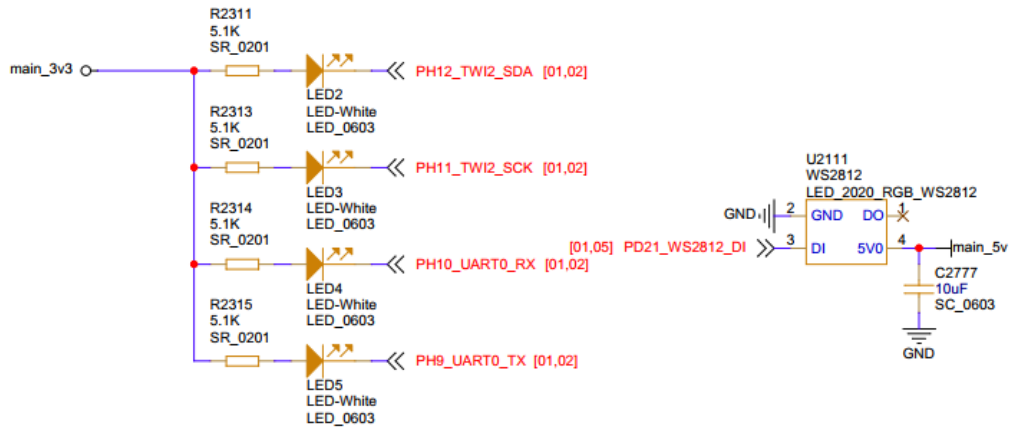 R2311
5.1K
SR_0201
main_3v3
PH12_TWI2_SDA [01,02]
LED2
LED-White
LED_0603
R2313
5.1K
SR_0201
PH11_TWI2_SCK [01,02]
LED3
LED-White
LED_0603
R2314
5.1K
SR_0201
PH10_UART0_RX [01,02]
LED4
LED-White
LED_0603
R2315
5.1K
SR_0201
PH9_UART0_TX [01,02]
LED5
LED-White
LED_0603
U2111
WS2812
LED_2020_RGB_WS2812
GND 2 GND DO 1
[01,05] PD21_WS2812_DI 3 DI 5V0 4 main_5v
C2777
10uF
SC_0603
GND